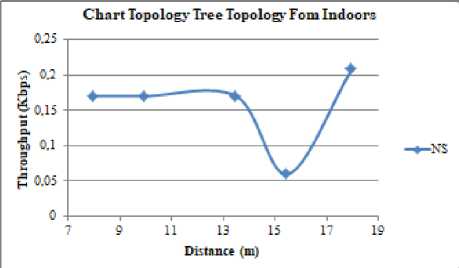 Chart Topology Tree Topology Fom Indoors
0,25
0,2
0,15
0,1
0,05
0
Throughput (Kbps)
7 9 11 13 15 17 19
Distance (m)
NS